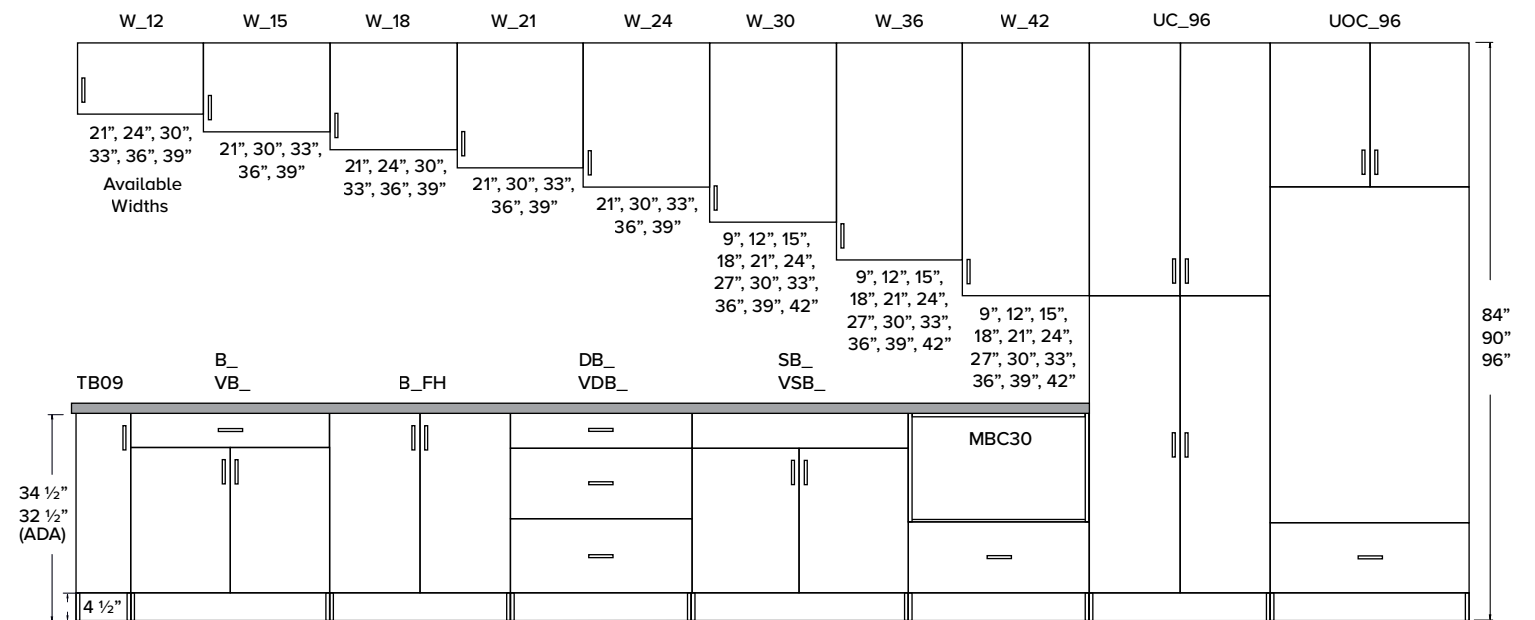 W_12
W_15
W_18
W_21
W_24
W_30
W_36
W_42
UC_96
UOC_96
21”, 24”, 30”,
33”, 36”, 39”
Available
Widths
21”, 30”, 33”,
36”, 39”
21”, 24”, 30”,
33”, 36”, 39”
21”, 30”, 33”,
36”, 39”
21”, 30”, 33”,
36”, 39”
9”, 12”, 15”,
18”, 21”, 24”,
27”, 30”, 33”,
36”, 39”, 42”
9”, 12”, 15”,
18”, 21”, 24”,
27”, 30”, 33”,
36”, 39”, 42”
9”, 12”, 15”,
18”, 21”, 24”,
27”, 30”, 33”,
36”, 39”, 42”
84”
90”
96”
TB09
B_
VB_
B_FH
DB_
VDB_
SB_
VSB_
MBC30
34 ½”
32 ½”
(ADA)
4 ½”